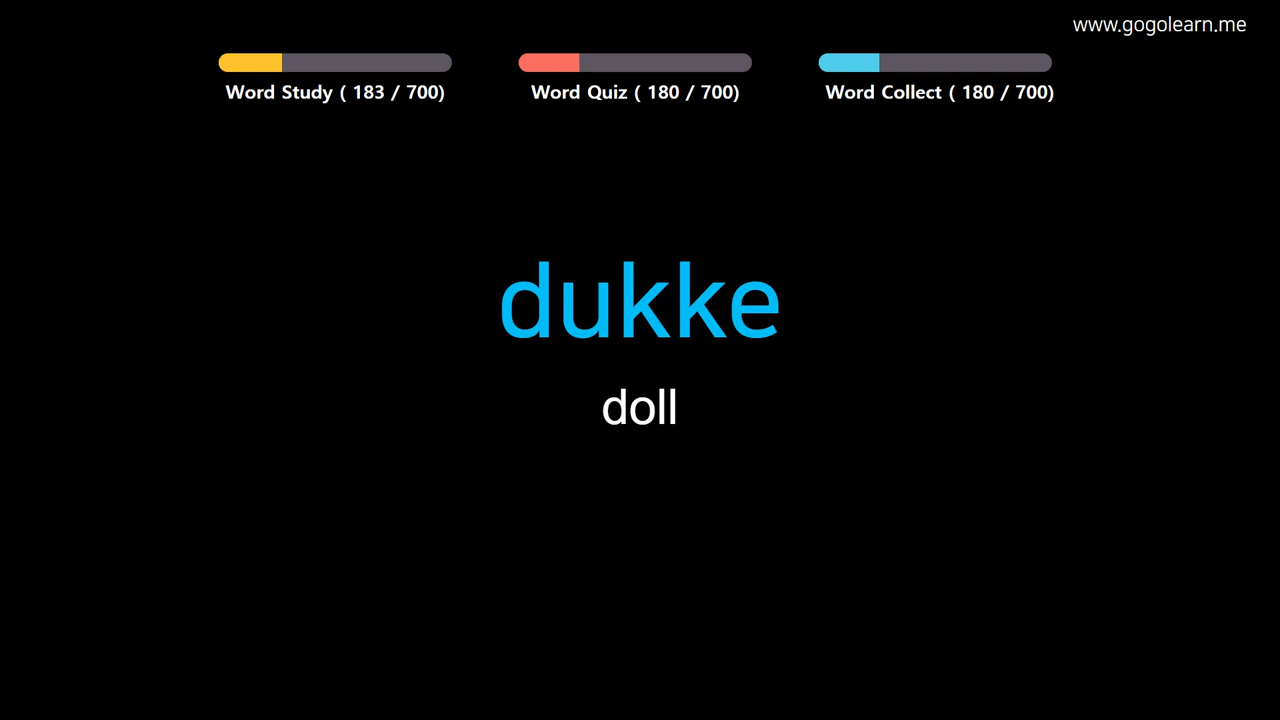 www.gogolearn.me
Word Study ( 183 / 700)
Word Quiz ( 180 / 700)
Word Collect ( 180 / 700)
dukke
doll